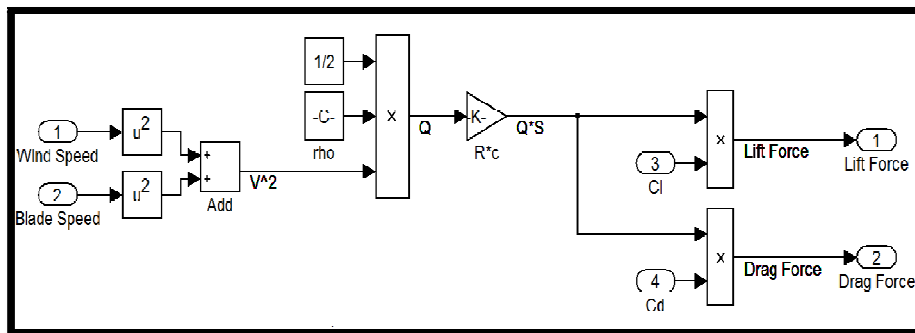 1
Wind Speed
u²
2
Blade Speed
u²
+
+
Add
V^2
1/2
-C-
rho
X
Q
-K-
R*c
Q*S
3
Cl
X
Lift Force
1
Lift Force
4
Cd
X
Drag Force
2
Drag Force